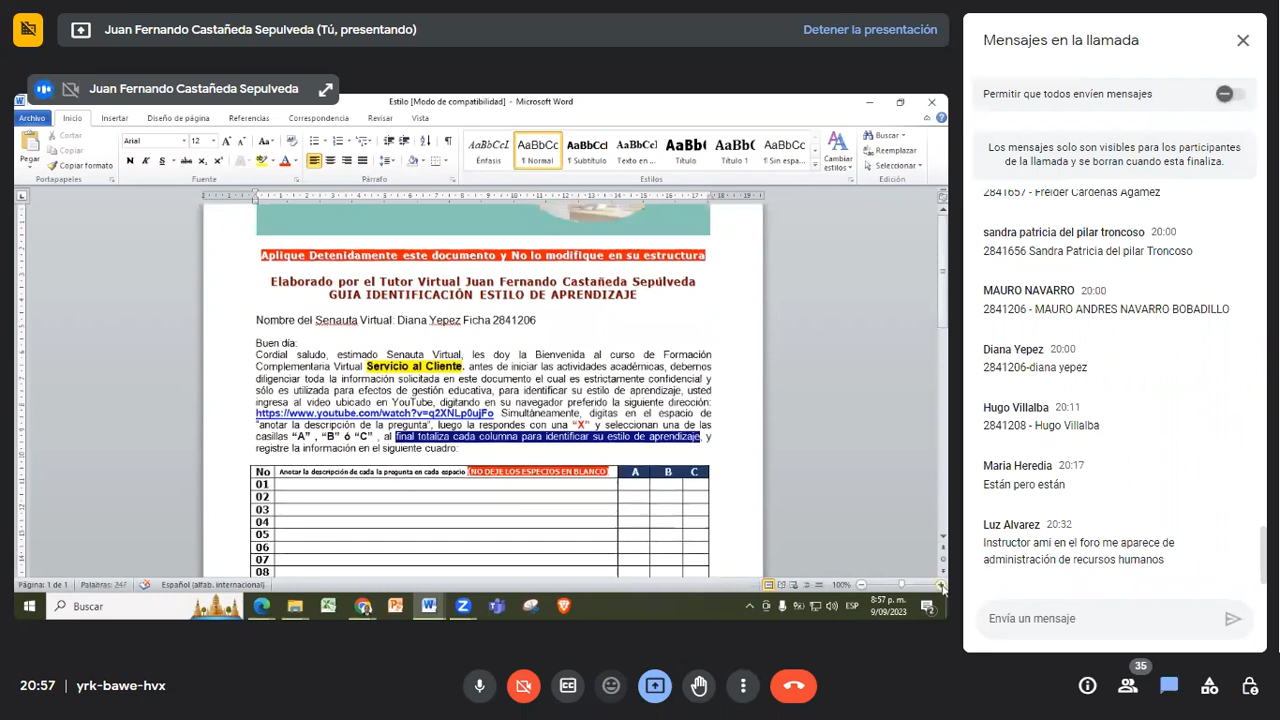 Juan Fernando Castañeda Sepulveda (Tú, presentando)
Detener la presentación
Juan Fernando Castañeda Sepulveda
Estilo [Modo de compatibilidad] - Microsoft Word
Archivo Inicio Insertar Diseño de página Referencias Correspondencia Revisar Vista
Cortar
Copiar
Copiar formato
Pegar
Portapapeles
Arial 12
N K S abc x₂ x²
Fuente
Párrafo
AaBbCc AaBbCc AaBbCc AaBb( AaBb( AaBbCc
Énfasis ¶ Normal ¶ Subtítulo Texto en ... Título Título 1 ¶ Sin espa...
Cambiar estilos
Estilos
Buscar
Reemplazar
Seleccionar
Edición
Aplique Detenidamente este documento y No lo modifique en su estructura
Elaborado por el Tutor Virtual Juan Fernando Castañeda Sepúlveda
GUIA IDENTIFICACIÓN ESTILO DE APRENDIZAJE
Nombre del Senauta Virtual: Diana Yepez Ficha 2841206
Buen día:
Cordial saludo, estimado Senauta Virtual, les doy la Bienvenida al curso de Formación
Complementaria Virtual Servicio al Cliente. antes de iniciar las actividades académicas, debemos
diligenciar toda la información solicitada en este documento el cual es estrictamente confidencial y
sólo es utilizada para efectos de gestión educativa, para identificar su estilo de aprendizaje, usted
ingresa al video ubicado en YouTube, digitando en su navegador preferido la siguiente dirección:
https://www.youtube.com/watch?v=q2XNLp0ujFo Simultáneamente, digitas en el espacio de
“anotar la descripción de la pregunta”, luego la respondes con una “X” y seleccionan una de las
casillas “A” , “B” ó “C” , al final totaliza cada columna para identificar su estilo de aprendizaje, y
registre la información en el siguiente cuadro:
No Anotar la descripción de cada la pregunta en cada espacio (NO DEJE LOS ESPECIOS EN BLANCO) A B C
01
02
03
04
05
06
07
08
Página: 1 de 1 Palabras: 247 Español (alfab. internacional) 100%
Buscar
ESP
8:57 p. m.
9/09/2023
2
Mensajes en la llamada
Permitir que todos envíen mensajes
Los mensajes solo son visibles para los participantes
de la llamada y se borran cuando esta finaliza.
2841657 - Freider Cardenas Agamez
sandra patricia del pilar troncoso 20:00
2841656 Sandra Patricia del pilar Troncoso
MAURO NAVARRO 20:00
2841206 - MAURO ANDRES NAVARRO BOBADILLO
Diana Yepez 20:00
2841206-diana yepez
Hugo Villalba 20:11
2841208 - Hugo Villalba
Maria Heredia 20:17
Están pero están
Luz Alvarez 20:32
Instructor ami en el foro me aparece de
administración de recursos humanos
Envía un mensaje
20:57 | yrk-bawe-hvx
35